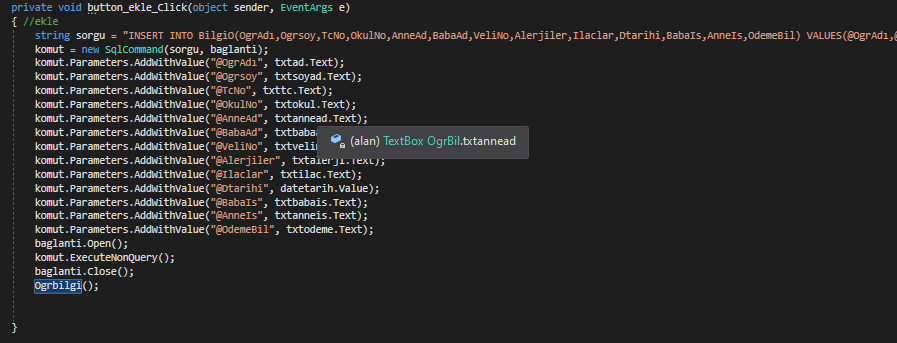 private void button_ekle_Click(object sender, EventArgs e)
{ //ekle
string sorgu = "INSERT INTO BilgiO(OgrAdı,Ogrsoy,TcNo,OkulNo,AnneAd,BabaAd,VeliNo,Alerjiler,Ilaclar,Dtarihi,BabaIs,AnneIs,OdemeBil) VALUES(@OgrAdı,@
komut = new SqlCommand(sorgu, baglanti);
komut.Parameters.AddWithValue("@OgrAdı", txtad.Text);
komut.Parameters.AddWithValue("@Ogrsoy", txtsoyad.Text);
komut.Parameters.AddWithValue("@TcNo", txttc.Text);
komut.Parameters.AddWithValue("@OkulNo", txtokul.Text);
komut.Parameters.AddWithValue("@AnneAd", txtannead.Text);
komut.Parameters.AddWithValue("@BabaAd", txtbaba
(alan) TextBox OgrBil.txtannead
komut.Parameters.AddWithValue("@VeliNo", txtvelin
komut.Parameters.AddWithValue("@Alerjiler", txtalerji.Text);
komut.Parameters.AddWithValue("@Ilaclar", txtilac.Text);
komut.Parameters.AddWithValue("@Dtarihi", datetarih.Value);
komut.Parameters.AddWithValue("@BabaIs", txtbabais.Text);
komut.Parameters.AddWithValue("@AnneIs", txtanneis.Text);
komut.Parameters.AddWithValue("@OdemeBil", txtodeme.Text);
baglanti.Open();
komut.ExecuteNonQuery();
baglanti.Close();
Ogrbilgi();
}